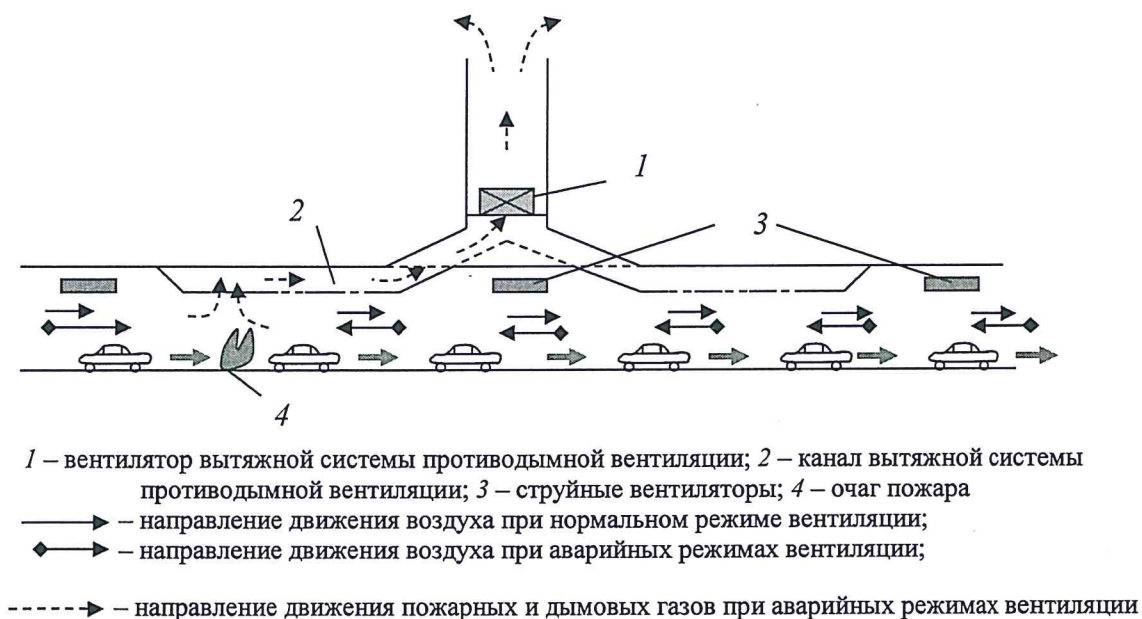 1
2
3
4
1 – вентилятор вытяжной системы противодымной вентиляции; 2 – канал вытяжной системы
противодымной вентиляции; 3 – струйные вентиляторы; 4 – очаг пожара
– направление движения воздуха при нормальном режиме вентиляции;
– направление движения воздуха при аварийных режимах вентиляции;
– направление движения пожарных и дымовых газов при аварийных режимах вентиляции